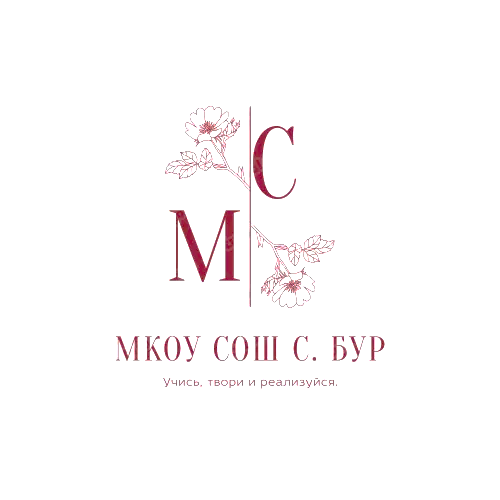 С
М
МКОУ СОШ С. БУР
Учись, твори и реализуйся.